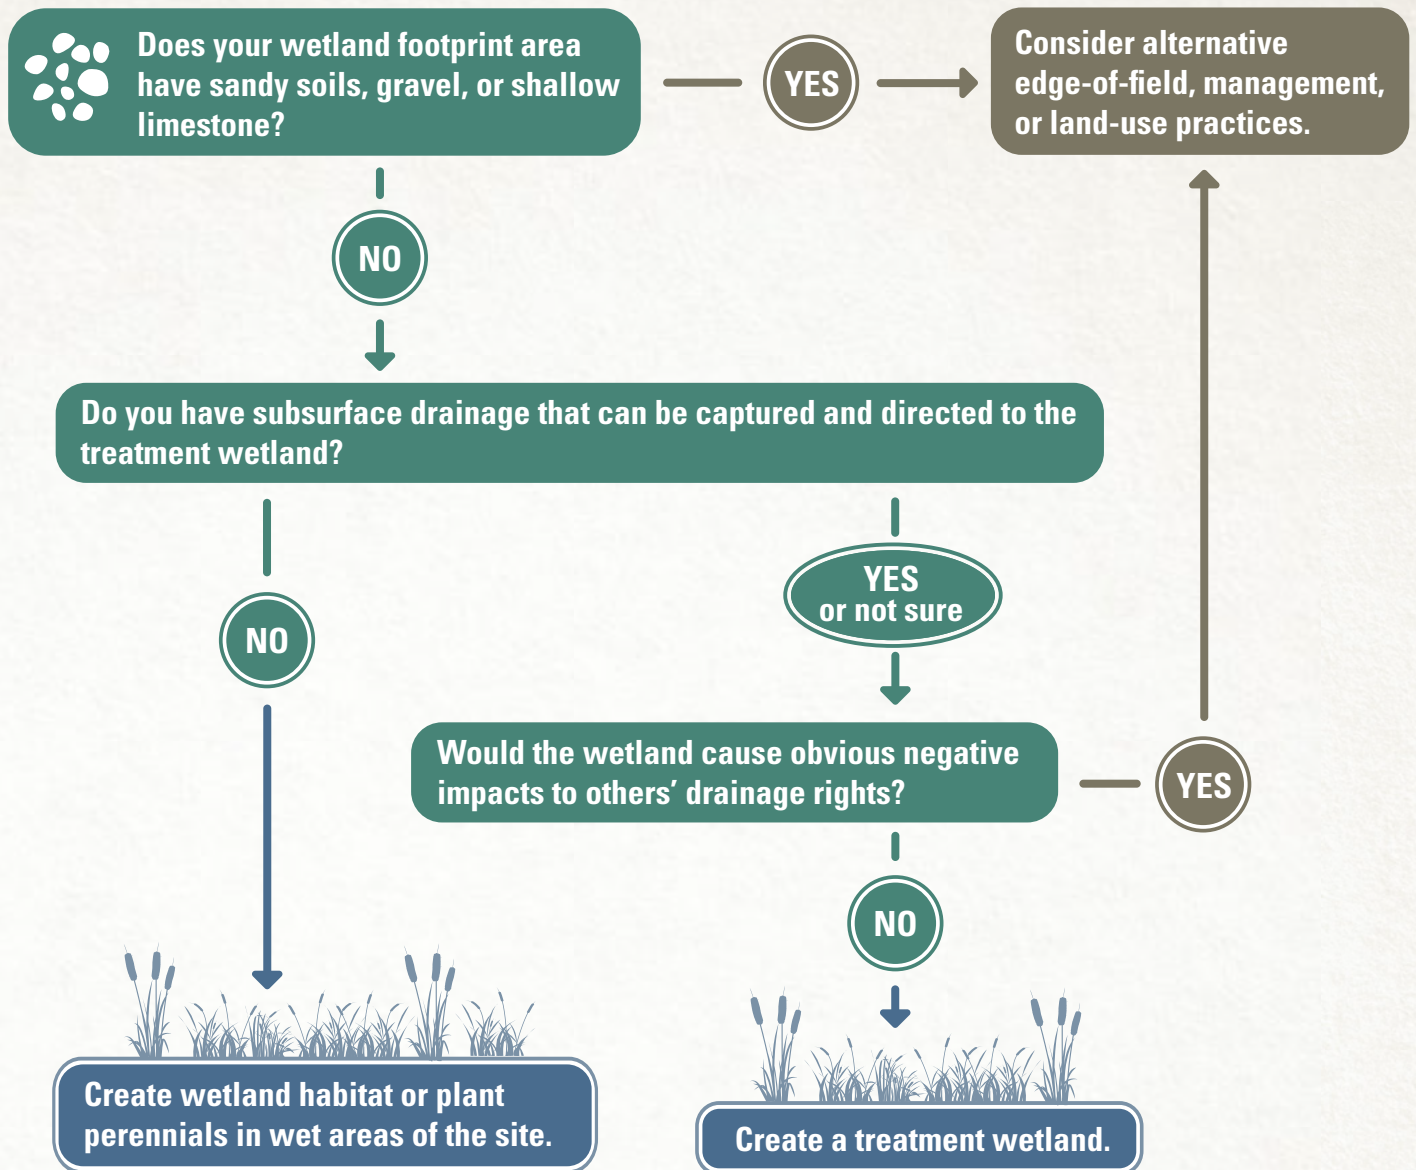 Does your wetland footprint area
have sandy soils, gravel, or shallow
limestone?
YES
Consider alternative
edge-of-field, management,
or land-use practices.
NO
Do you have subsurface drainage that can be captured and directed to the
treatment wetland?
NO
YES
or not sure
Would the wetland cause obvious negative
impacts to others’ drainage rights?
YES
NO
Create wetland habitat or plant
perennials in wet areas of the site.
Create a treatment wetland.